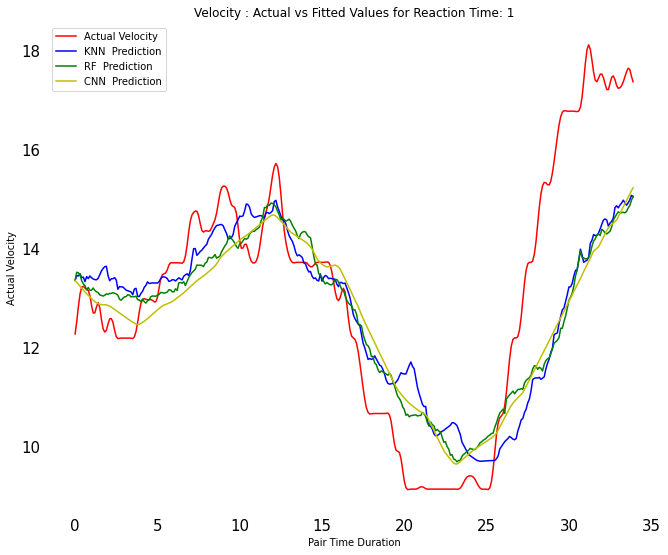 Velocity : Actual vs Fitted Values for Reaction Time: 1
Actual Velocity
KNN  Prediction
RF  Prediction
CNN  Prediction
18
16
14
12
10
Actual Velocity
0 5 10 15 20 25 30 35
Pair Time Duration